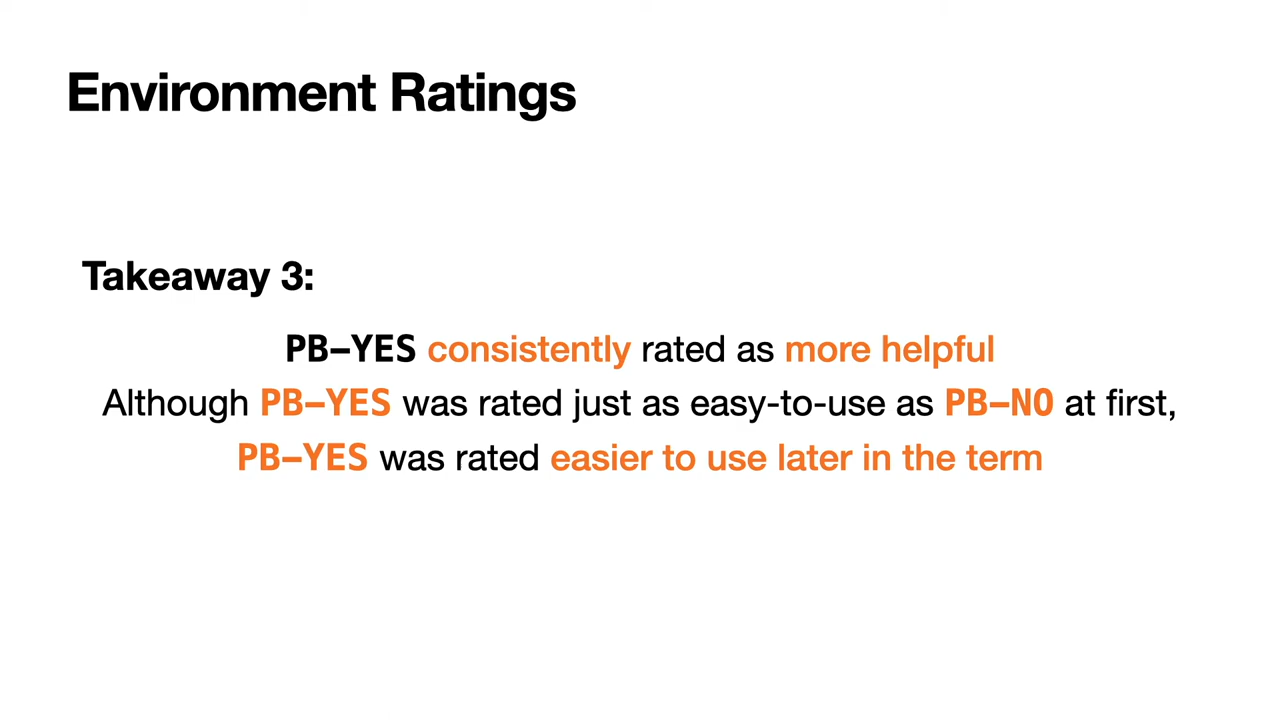 Environment Ratings
Takeaway 3:
PB–YES consistently rated as more helpful
Although PB–YES was rated just as easy-to-use as PB–NO at first,
PB–YES was rated easier to use later in the term